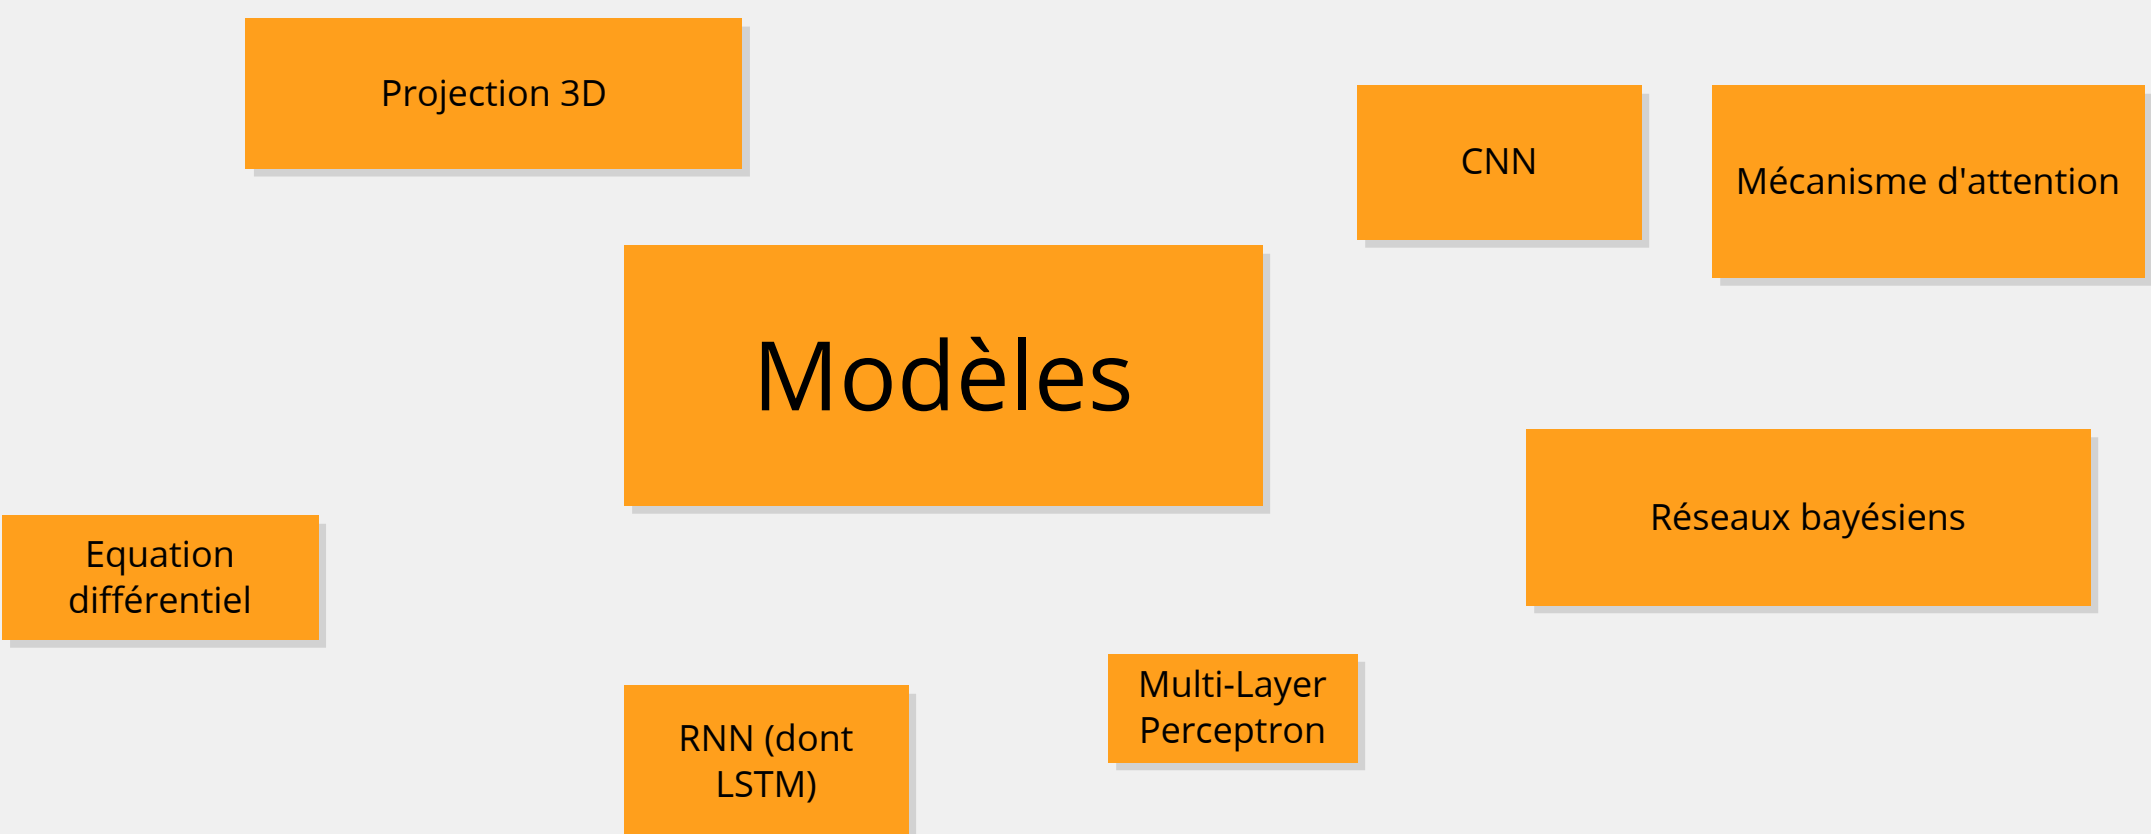 Projection 3D
CNN
Mécanisme d'attention
Modèles
Réseaux bayésiens
Equation
différentiel
Multi-Layer
Perceptron
RNN (dont
LSTM)